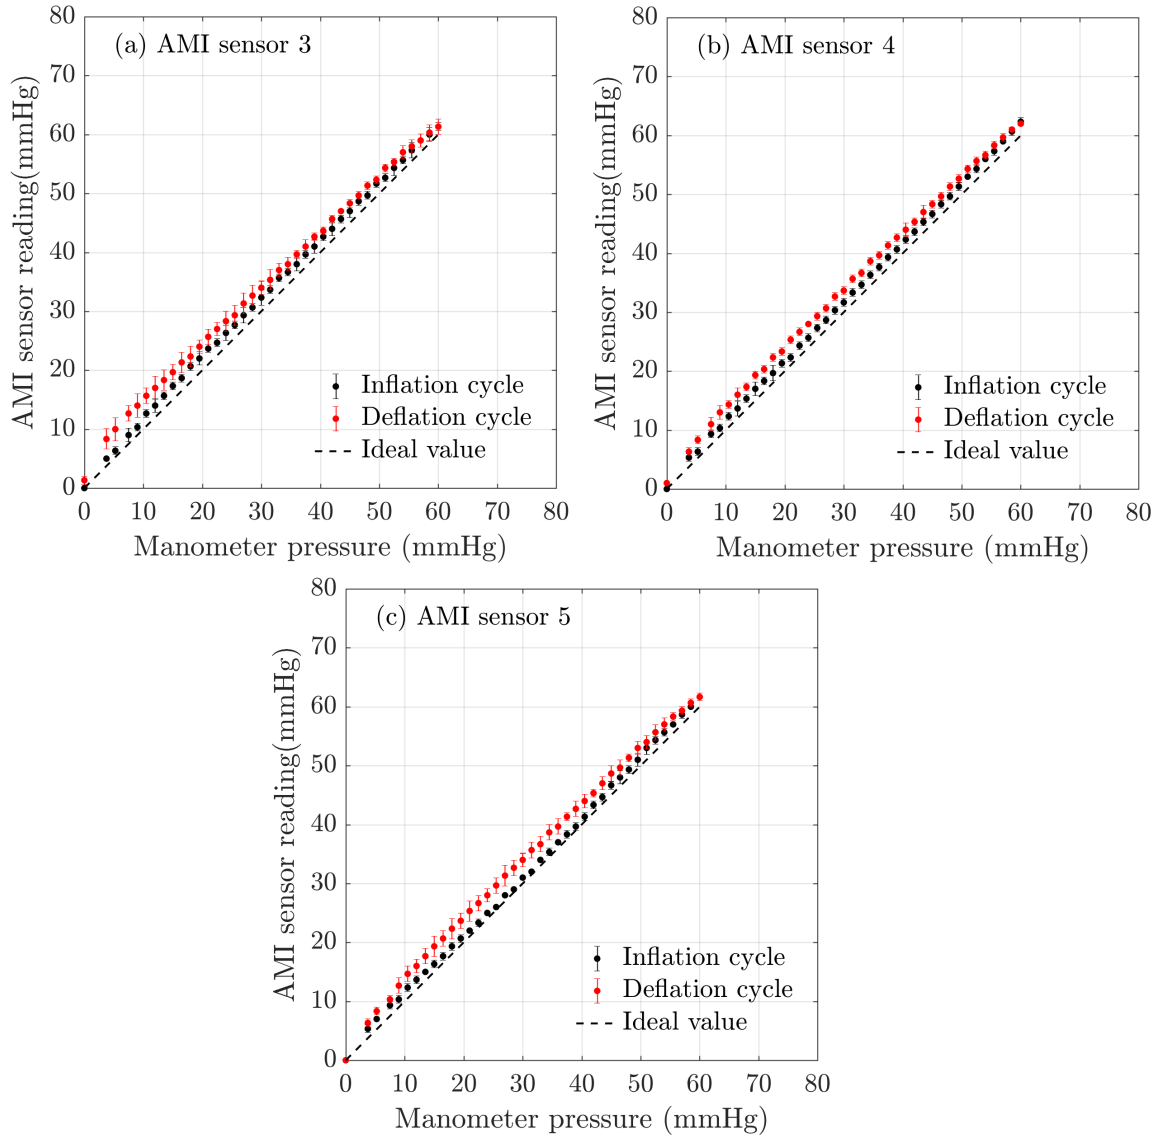 (a) AMI sensor 3
80
70
60
50
40
30
20
10
0
AMI sensor reading(mmHg)
Inflation cycle
Deflation cycle
Ideal value
0 10 20 30 40 50 60 70 80
Manometer pressure (mmHg)
(b) AMI sensor 4
80
70
60
50
40
30
20
10
0
AMI sensor reading(mmHg)
Inflation cycle
Deflation cycle
Ideal value
0 10 20 30 40 50 60 70 80
Manometer pressure (mmHg)
(c) AMI sensor 5
80
70
60
50
40
30
20
10
0
AMI sensor reading(mmHg)
Inflation cycle
Deflation cycle
Ideal value
0 10 20 30 40 50 60 70 80
Manometer pressure (mmHg)